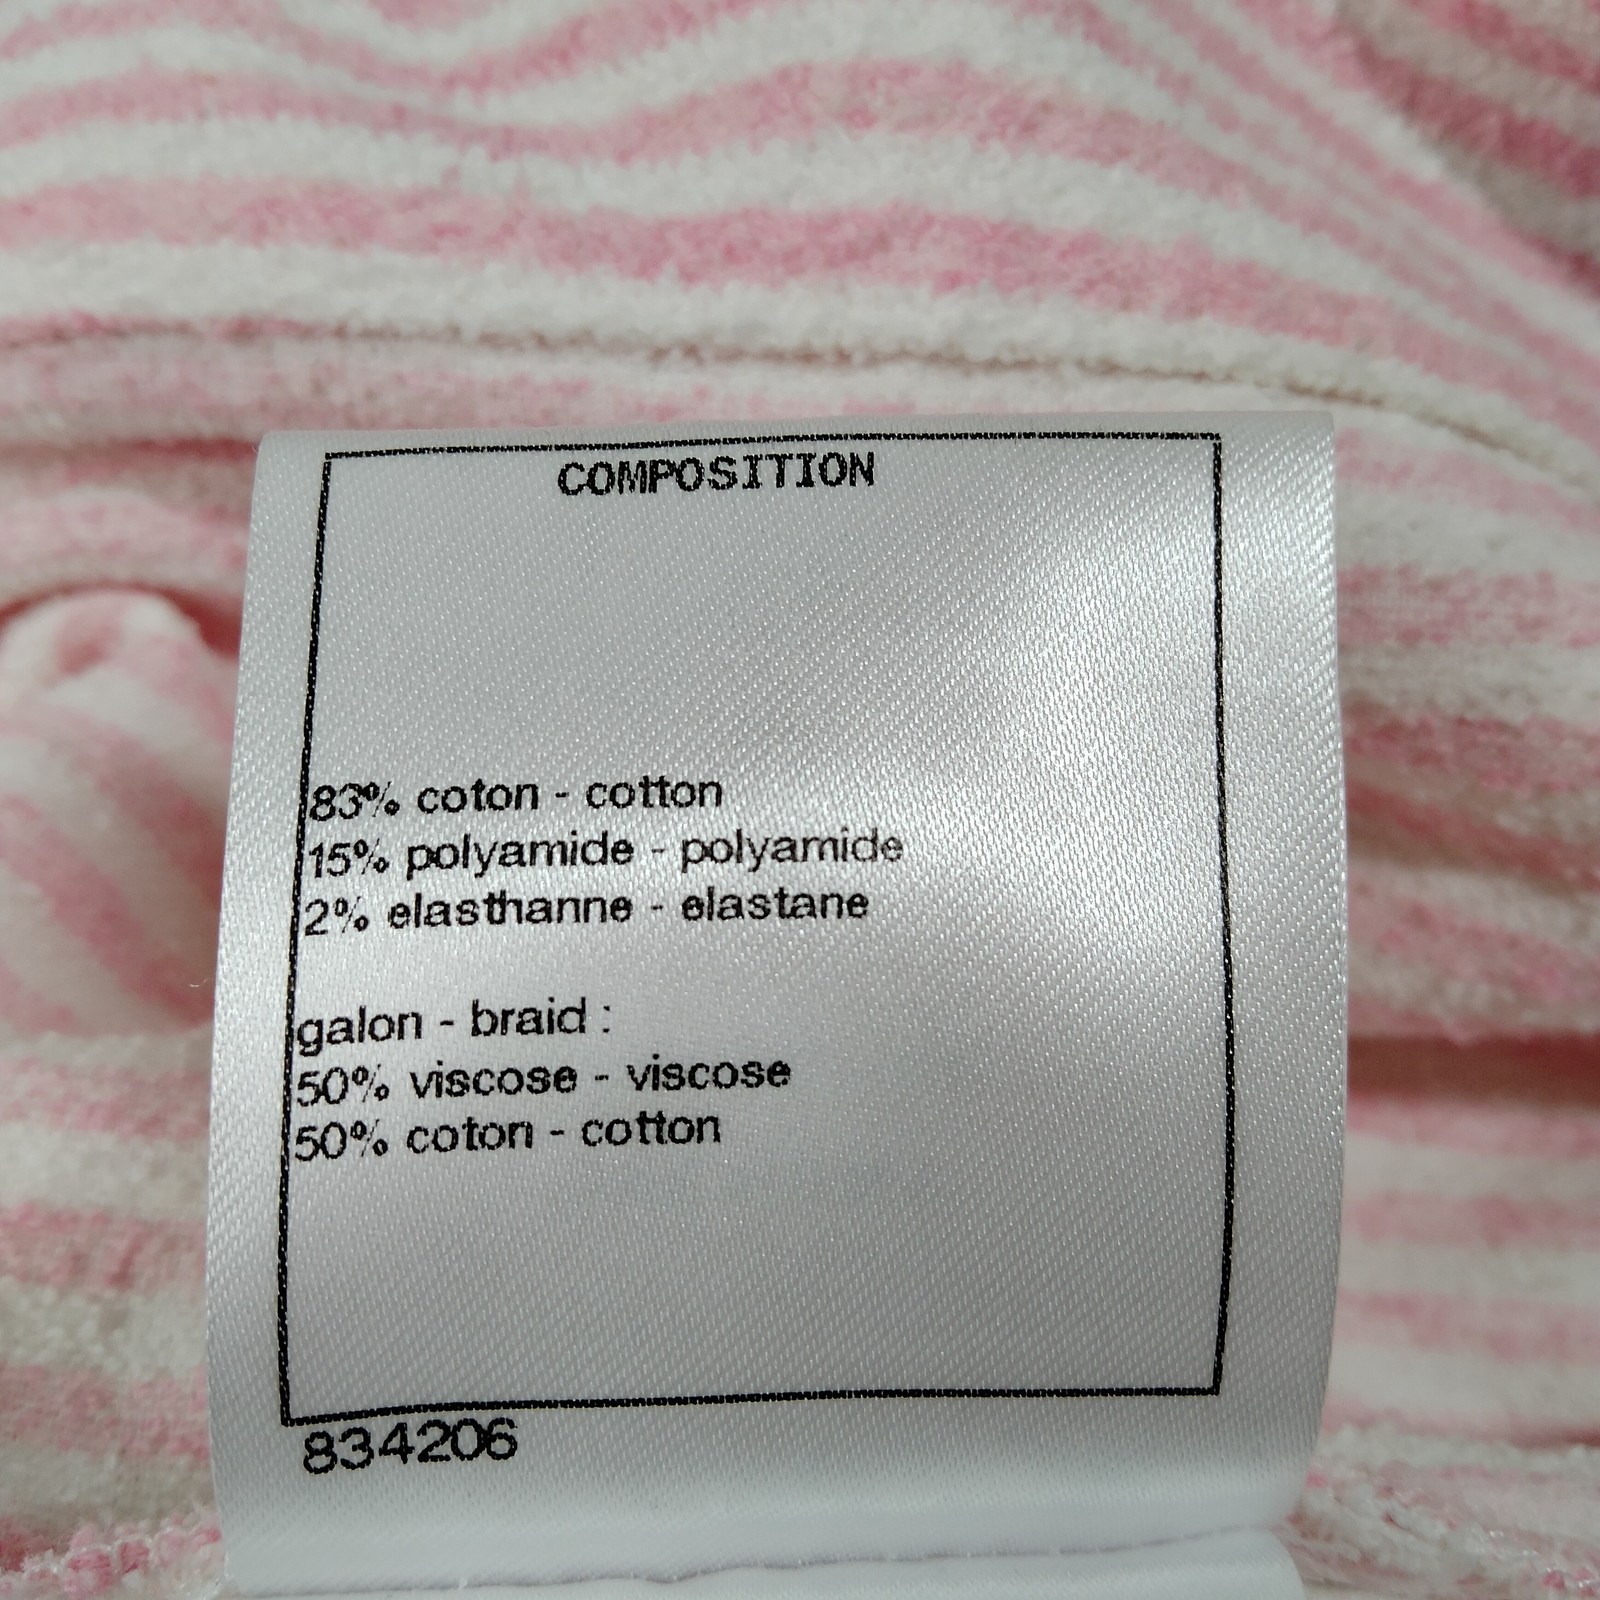 COMPOSITION
83% coton - cotton
15% polyamide - polyamide
2% elasthanne - elastane
galon - braid :
50% viscose - viscose
50% coton - cotton
834206